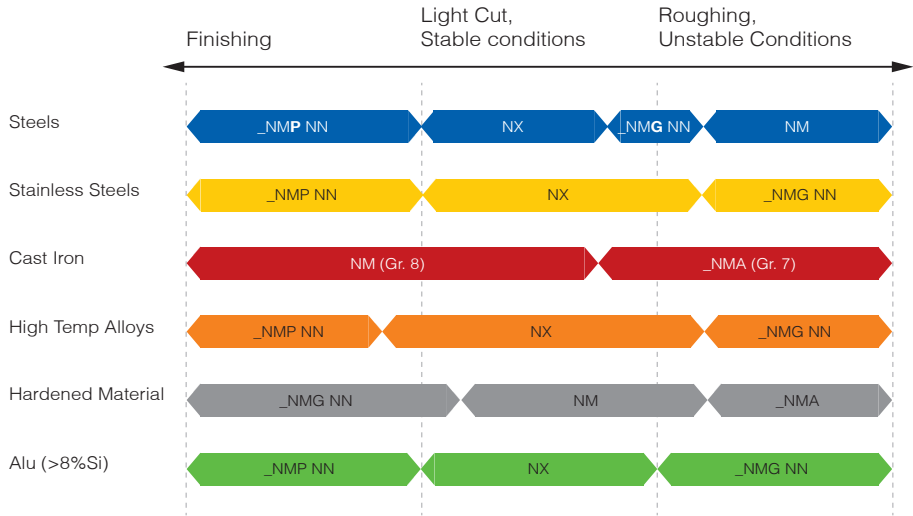 Finishing
Light Cut,
Stable conditions
Roughing,
Unstable Conditions
Steels
_NMP NN
NX
_NMG NN
NM
Stainless Steels
_NMP NN
NX
_NMG NN
Cast Iron
NM (Gr. 8)
_NMA (Gr. 7)
High Temp Alloys
_NMP NN
NX
_NMG NN
Hardened Material
_NMG NN
NM
_NMA
Alu (>8%Si)
_NMP NN
NX
_NMG NN